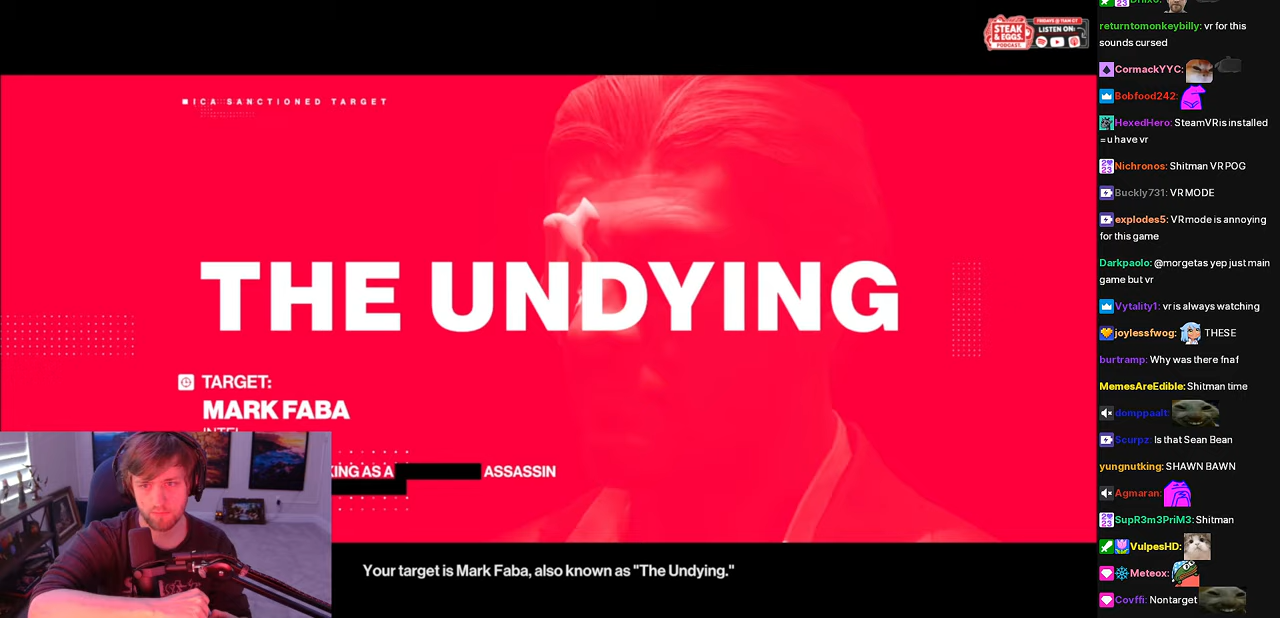 FRIDAYS @ 11AM CT
STEAK
& EGGS
PODCAST.
LISTEN ON:
ICA SANCTIONED TARGET
THE UNDYING
TARGET:
MARK FABA
INTEL
KING AS A ASSASSIN
Your target is Mark Faba, also known as "The Undying."
returntomonkeybilly: vr for this
sounds cursed
CormackYYC:
Bobfood242:
HexedHero: SteamVR is installed
= u have vr
Nichronos: Shitman VR POG
Buckly731: VR MODE
explodes5: VR mode is annoying
for this game
Darkpaolo: @morgetas yep just main
game but vr
Vytality1: vr is always watching
joylessfwog: THESE
burtramp: Why was there fnaf
MemesAreEdible: Shitman time
domppaalt:
Scurpz: Is that Sean Bean
yungnutking: SHAWN BAWN
Agmaran:
SupR3m3PriM3: Shitman
VulpesHD:
Meteox:
Covffi: Nontarget